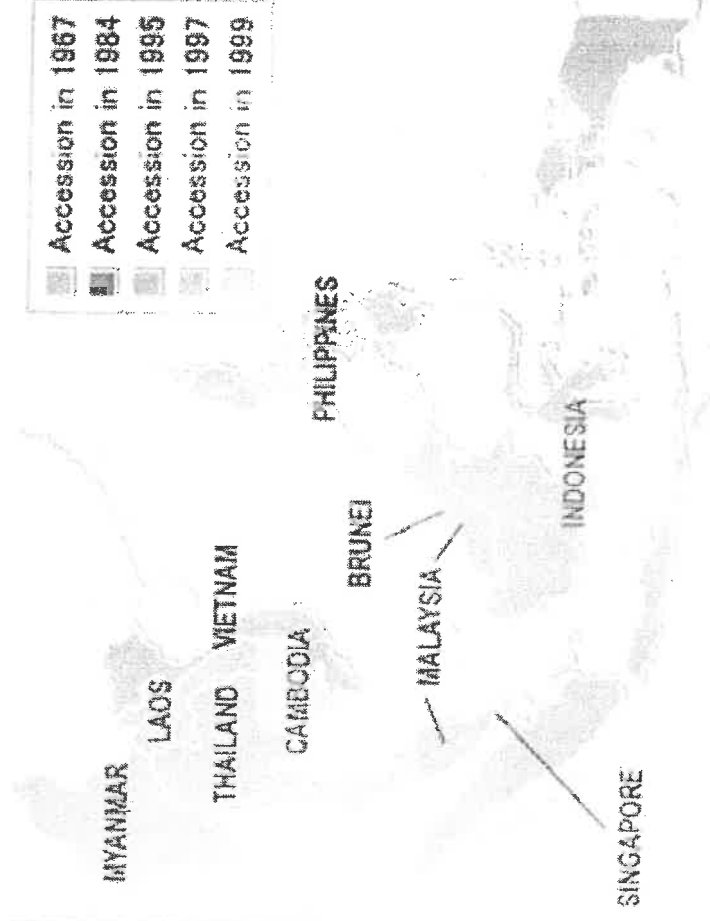 Accession in 1967
Accession in 1984
Accession in 1995
Accession in 1997
Accession in 1999
MYANMAR
LAOS
THAILAND
VIETNAM
CAMBODIA
PHILIPPINES
BRUNEI
MALAYSIA
SINGAPORE
INDONESIA